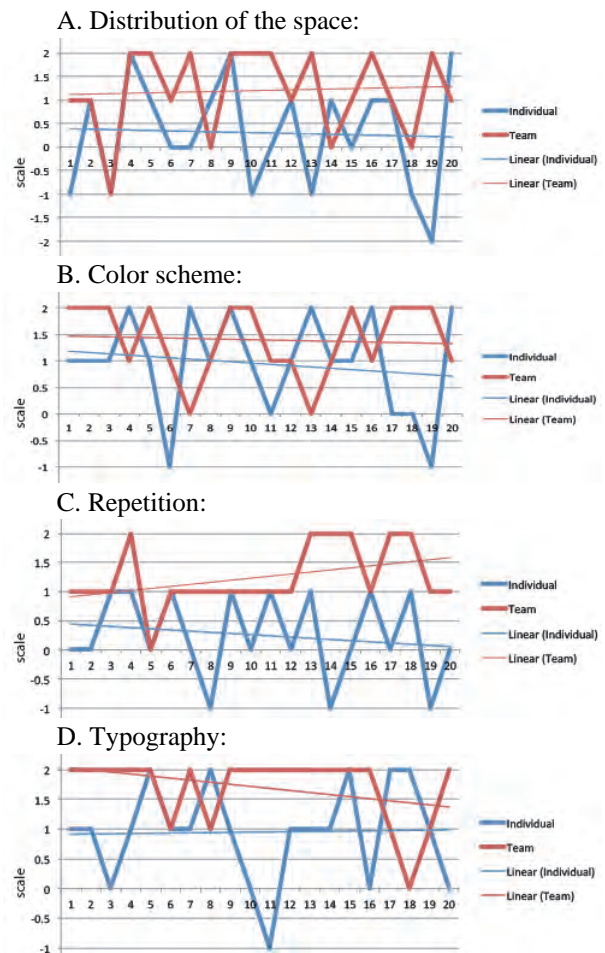 A. Distribution of the space:
2
1.5
1
0.5
0
-0.5
-1
-1.5
-2
scale
1 2 3 4 5 6 7 8 9 10 11 12 13 14 15 16 17 18 19 20
Individual
Team
Linear (Individual)
Linear (Team)
B. Color scheme:
2
1.5
1
0.5
0
-0.5
-1
scale
1 2 3 4 5 6 7 8 9 10 11 12 13 14 15 16 17 18 19 20
Individual
Team
Linear (Individual)
Linear (Team)
C. Repetition:
2
1.5
1
0.5
0
-0.5
-1
scale
1 2 3 4 5 6 7 8 9 10 11 12 13 14 15 16 17 18 19 20
Individual
Team
Linear (Individual)
Linear (Team)
D. Typography:
2
1.5
1
0.5
0
-0.5
-1
scale
1 2 3 4 5 6 7 8 9 10 11 12 13 14 15 16 17 18 19 20
Individual
Team
Linear (Individual)
Linear (Team)